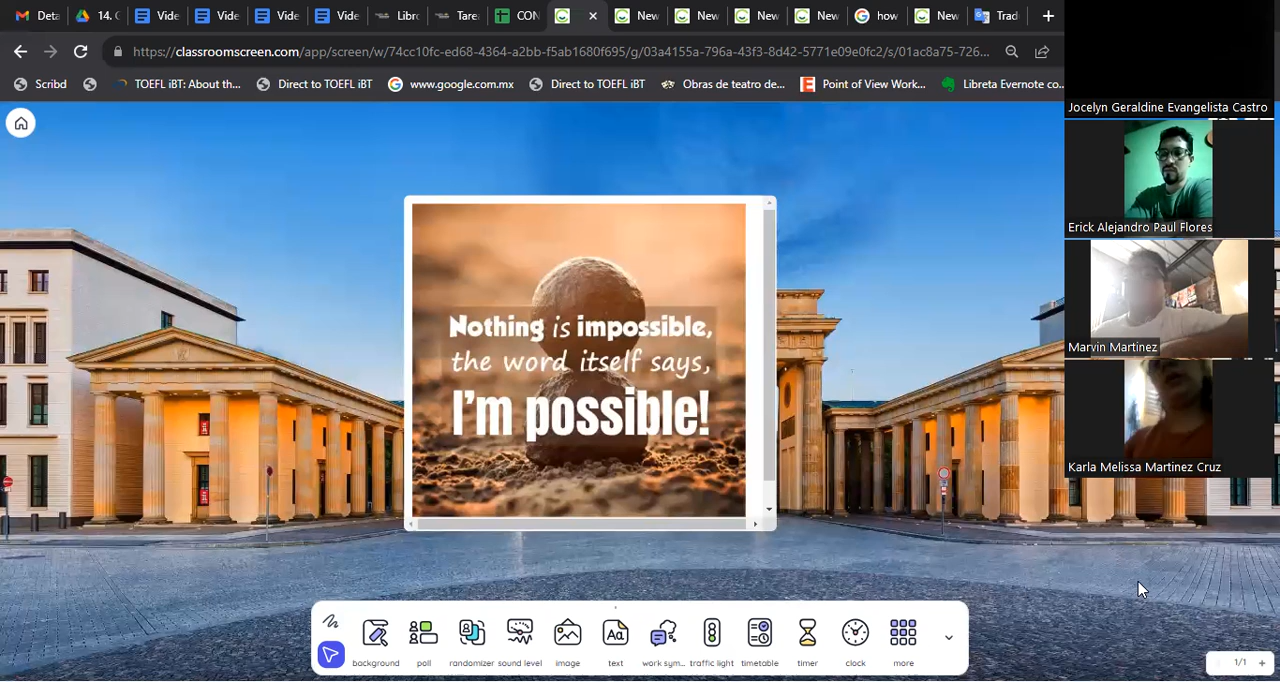 Deta
14. C
Vide
Vide
Vide
Vide
Libro
Tare
CON
New
New
New
New
how
New
Trad
https://classroomscreen.com/app/screen/w/74cc10fc-ed68-4364-a2bb-f5ab1680f695/g/03a4155a-796a-43f3-8d42-5771e09e0fc2/s/01ac8a75-726...
Scribd
TOEFL iBT: About th...
Direct to TOEFL iBT
www.google.com.mx
Direct to TOEFL iBT
Obras de teatro de...
Point of View Work...
Libreta Evernote co...
Jocelyn Geraldine Evangelista Castro
Erick Alejandro Paul Flores
Marvin Martinez
Karla Melissa Martinez Cruz
Nothing is impossible,
the word itself says,
I'm possible!
background
poll
randomizer
sound level
image
Aa
text
work sym...
traffic light
timetable
timer
clock
more
1/1